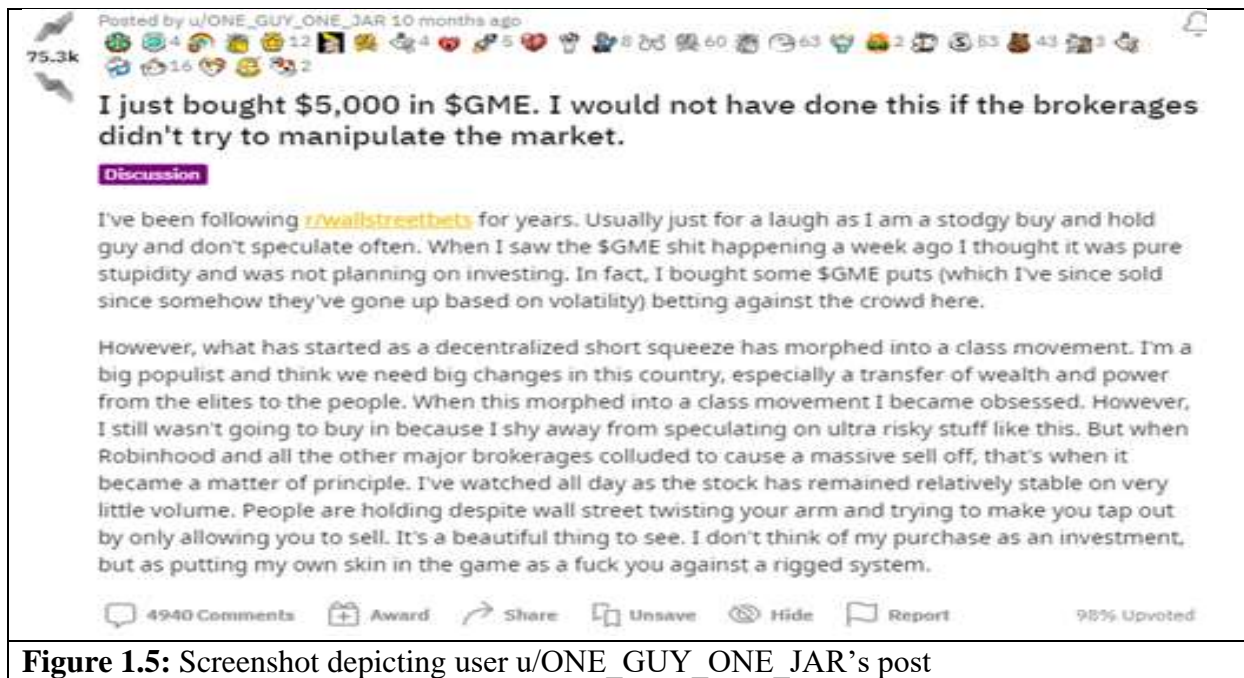 Posted by u/ONE_GUY_ONE_JAR 10 months ago
4 12 4 5 8 60 63 2 53 43 3
75.3k
16 2
I just bought $5,000 in $GME. I would not have done this if the brokerages
didn't try to manipulate the market.
Discussion
I've been following r/wallstreetbets for years. Usually just for a laugh as I am a stodgy buy and hold
guy and don't speculate often. When I saw the $GME shit happening a week ago I thought it was pure
stupidity and was not planning on investing. In fact, I bought some $GME puts (which I've since sold
since somehow they've gone up based on volatility) betting against the crowd here.
However, what has started as a decentralized short squeeze has morphed into a class movement. I'm a
big populist and think we need big changes in this country, especially a transfer of wealth and power
from the elites to the people. When this morphed into a class movement I became obsessed. However,
I still wasn't going to buy in because I shy away from speculating on ultra risky stuff like this. But when
Robinhood and all the other major brokerages colluded to cause a massive sell off, that's when it
became a matter of principle. I've watched all day as the stock has remained relatively stable on very
little volume. People are holding despite wall street twisting your arm and trying to make you tap out
by only allowing you to sell. It's a beautiful thing to see. I don't think of my purchase as an investment,
but as putting my own skin in the game as a fuck you against a rigged system.
4940 Comments Award Share Unsave Hide Report 98% Upvoted
Figure 1.5: Screenshot depicting user u/ONE_GUY_ONE_JAR's post